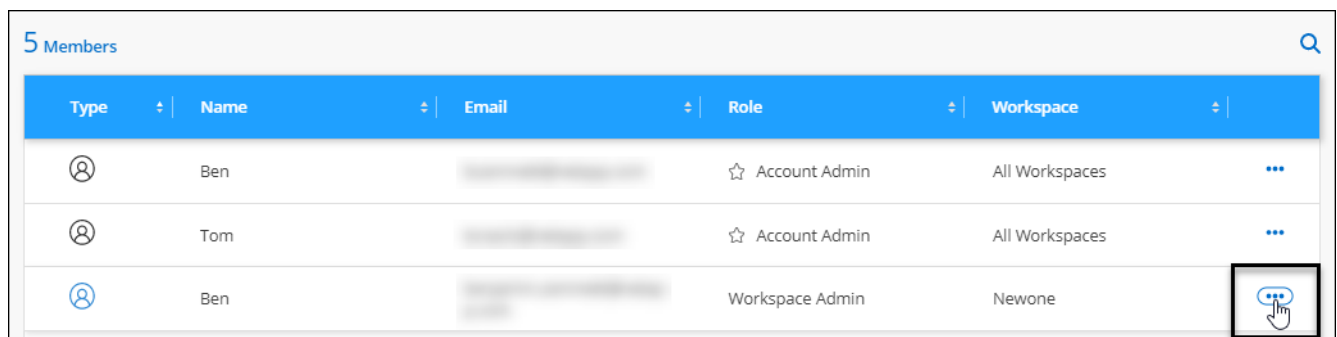 5 Members
Type Name Email Role Workspace
Ben Account Admin All Workspaces
Tom Account Admin All Workspaces
Ben Workspace Admin Newone